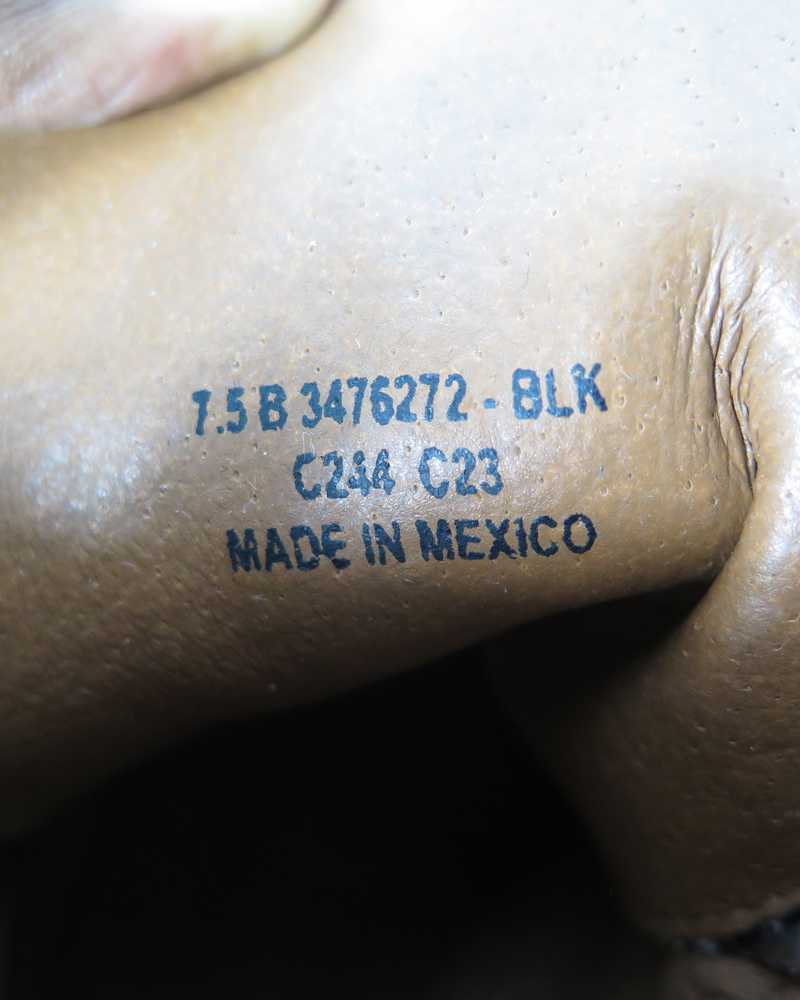 7.5 B 3476272 - BLK
C244 C23
MADE IN MEXICO